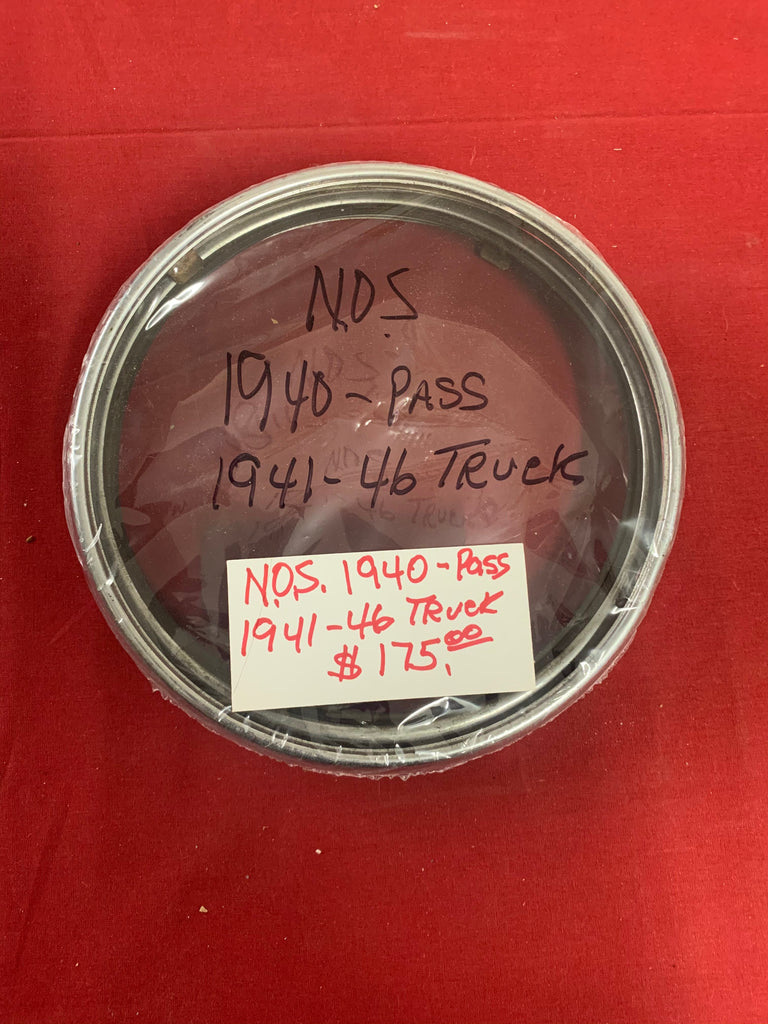 N.O.S
1940 - PASS
1941-46 TRUCK
N.O.S. 1940 - Pass
1941-46 TRUCK
$175.00